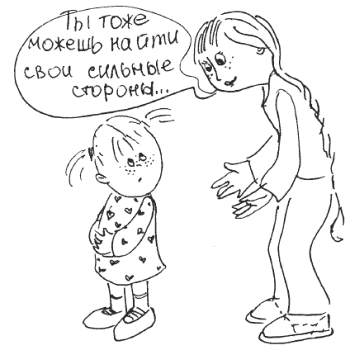 Ты тоже
можешь найти
свои сильные
стороны...